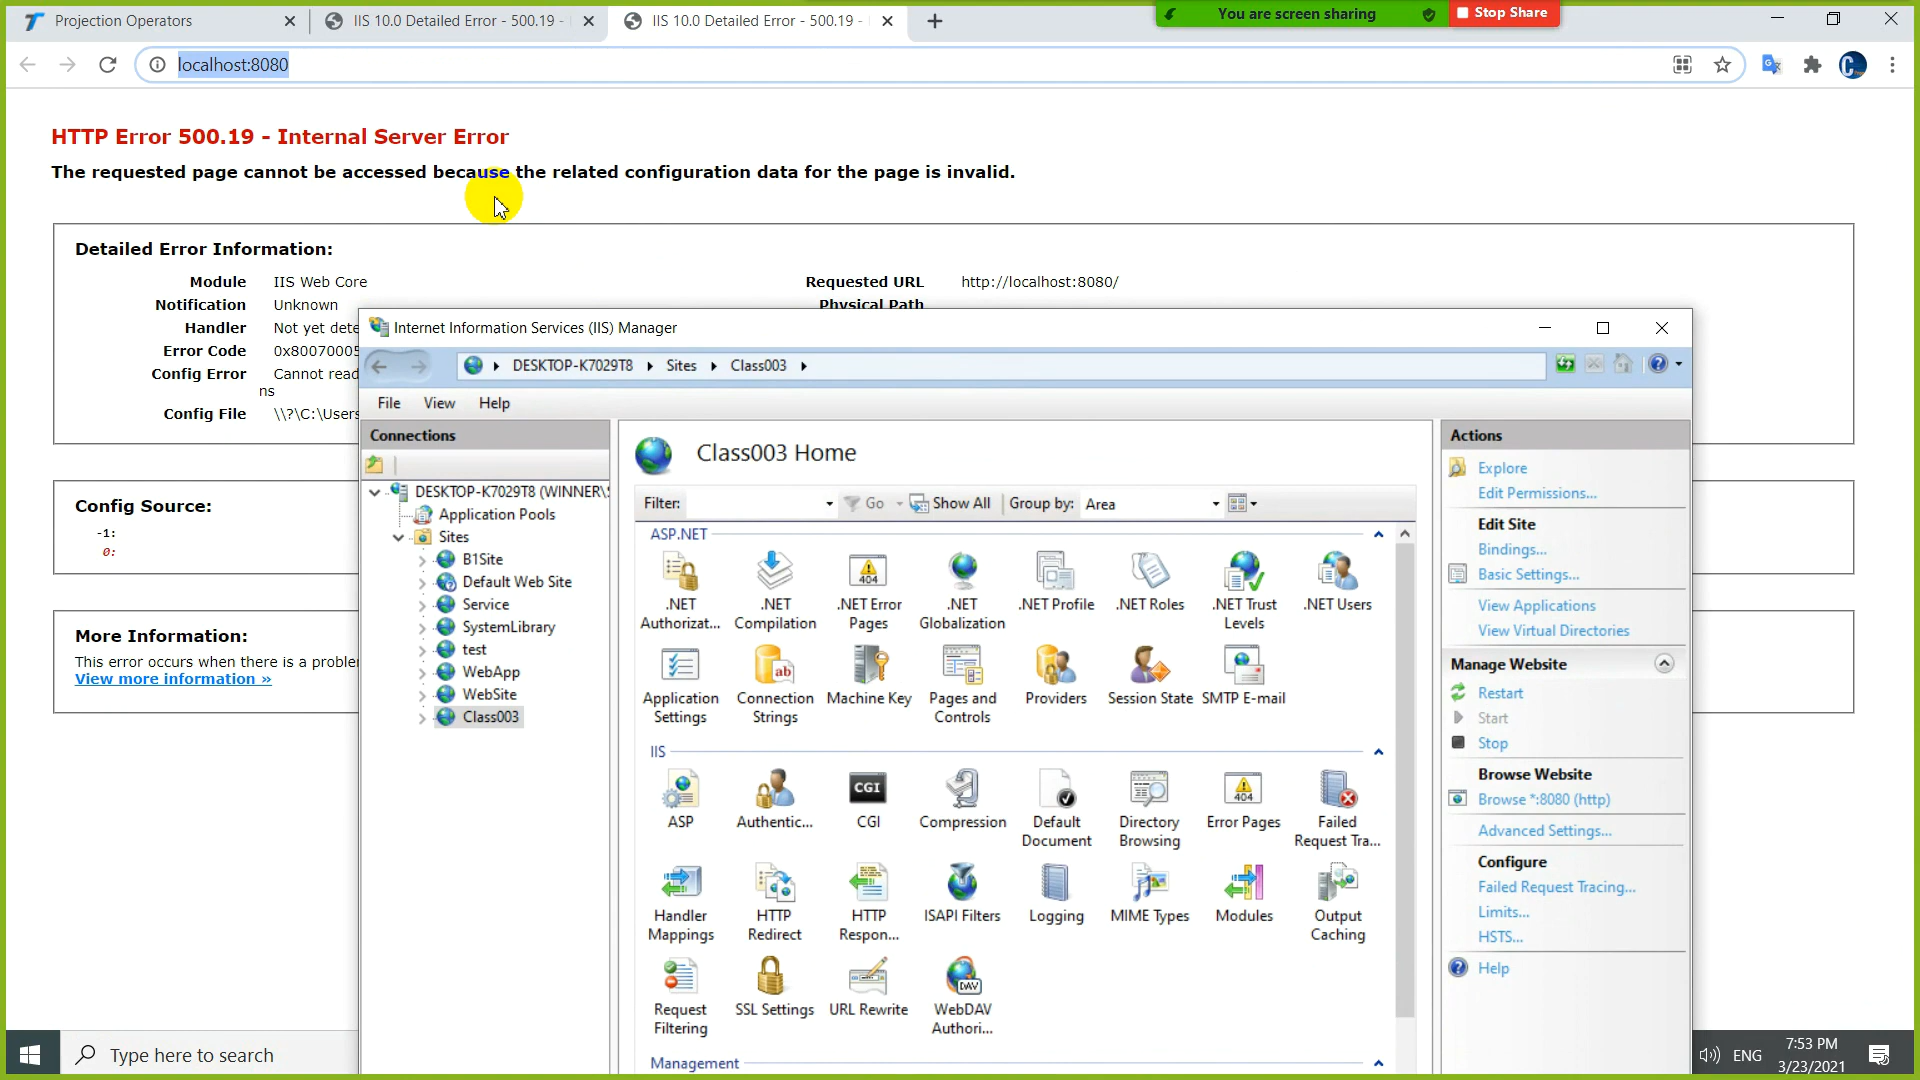 Projection Operators
IIS 10.0 Detailed Error - 500.19 -
IIS 10.0 Detailed Error - 500.19 -
You are screen sharing
Stop Share
localhost:8080
HTTP Error 500.19 - Internal Server Error
The requested page cannot be accessed because the related configuration data for the page is invalid.
Detailed Error Information:
Module IIS Web Core
Requested URL http://localhost:8080/
Notification Unknown
Physical Path
Handler Not yet dete
Error Code 0x80070005
Config Error Cannot read
ns
Config File \\?\C:\Users
Config Source:
-1:
0:
More Information:
This error occurs when there is a probler
View more information »
Internet Information Services (IIS) Manager
DESKTOP-K7029T8 Sites Class003
File View Help
Connections
DESKTOP-K7029T8 (WINNER\
Application Pools
Sites
B1Site
Default Web Site
Service
SystemLibrary
test
WebApp
WebSite
Class003
Class003 Home
Filter: Go Show All Group by: Area
ASP.NET
.NET Authorizat...
.NET Compilation
404
.NET Error Pages
.NET Globalization
.NET Profile
.NET Roles
.NET Trust Levels
.NET Users
Application Settings
ab
Connection Strings
Machine Key
Pages and Controls
Providers
Session State
SMTP E-mail
IIS
ASP
Authentic...
CGI
CGI
Compression
Default Document
Directory Browsing
404
Error Pages
Failed Request Tra...
Handler Mappings
HTTP Redirect
HTTP Respon...
ISAPI Filters
Logging
MIME Types
Modules
Output Caching
Request Filtering
SSL Settings
URL Rewrite
DAV
WebDAV Authori...
Management
Actions
Explore
Edit Permissions...
Edit Site
Bindings...
Basic Settings...
View Applications
View Virtual Directories
Manage Website
Restart
Start
Stop
Browse Website
Browse *:8080 (http)
Advanced Settings...
Configure
Failed Request Tracing...
Limits...
HSTS...
Help
Type here to search
ENG
7:53 PM
3/23/2021